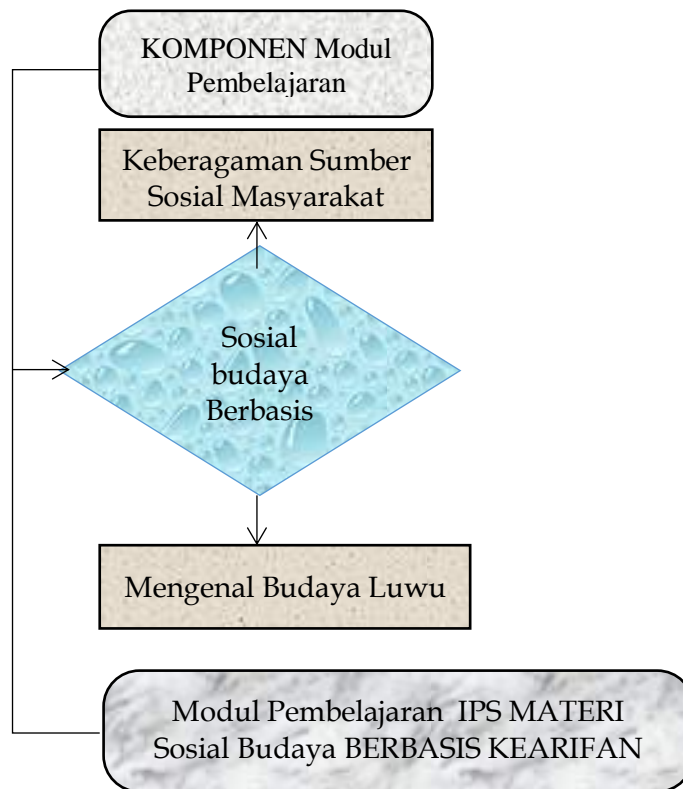 KOMPONEN Modul
Pembelajaran
Keberagaman Sumber
Sosial Masyarakat
Sosial
budaya
Berbasis
Mengenal Budaya Luwu
Modul Pembelajaran IPS MATERI
Sosial Budaya BERBASIS KEARIFAN